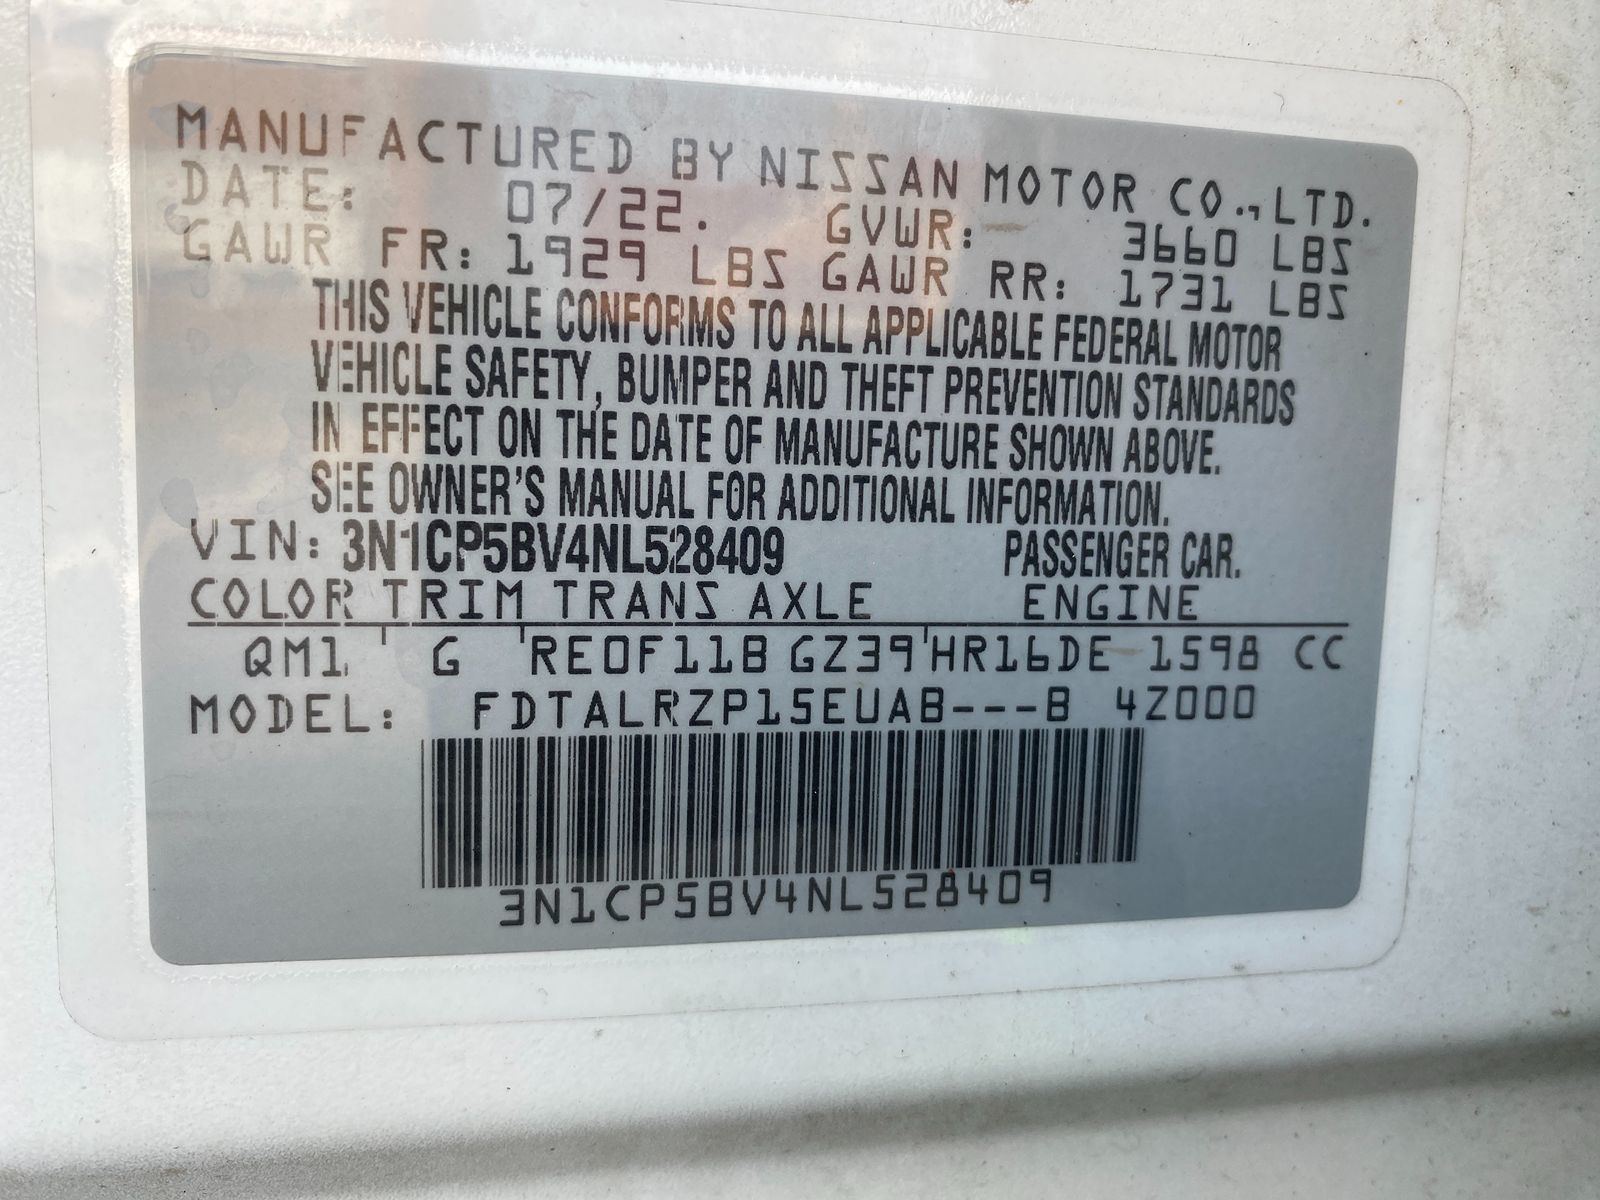 MANUFACTURED BY NISSAN MOTOR CO.,LTD.
DATE: 07/22. GVWR: 3660 LBS
GAWR FR: 1929 LBS GAWR RR: 1731 LBS
THIS VEHICLE CONFORMS TO ALL APPLICABLE FEDERAL MOTOR
VEHICLE SAFETY, BUMPER AND THEFT PREVENTION STANDARDS
IN EFFECT ON THE DATE OF MANUFACTURE SHOWN ABOVE.
SEE OWNER'S MANUAL FOR ADDITIONAL INFORMATION.
VIN: 3N1CP5BV4NL528409 PASSENGER CAR.
COLOR TRIM TRANS AXLE ENGINE
QM1 G RE0F11B GZ39 HR16DE 1598 CC
MODEL: FDTALRZP15EUAB---B 4Z000
3N1CP5BV4NL528409